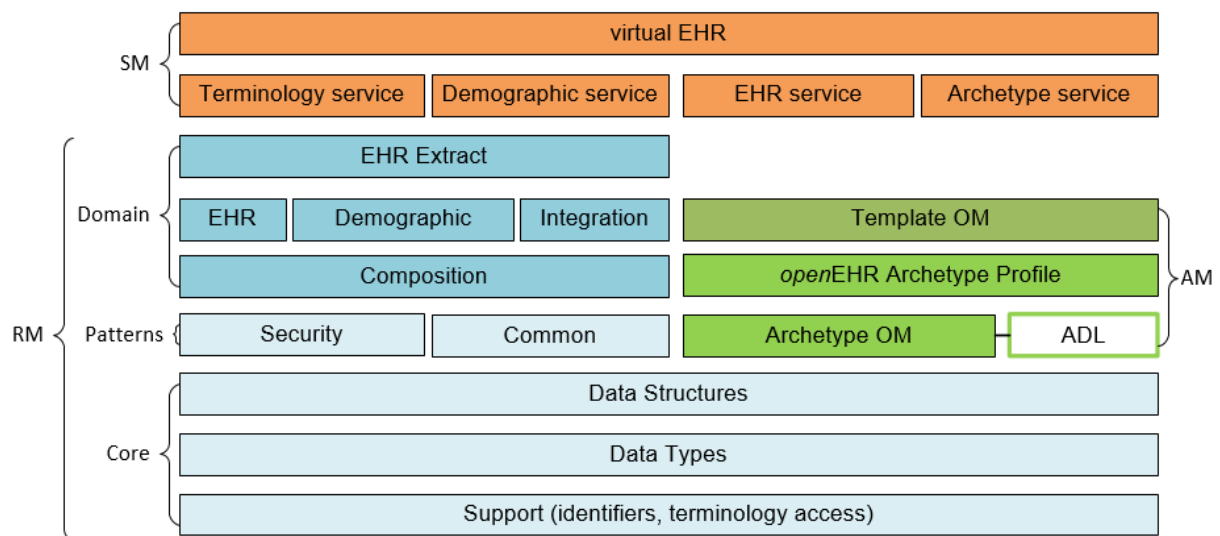 virtual EHR
SM
Terminology service Demographic service EHR service Archetype service
EHR Extract
Domain
EHR Demographic Integration Template OM
Composition openEHR Archetype Profile
AM
RM
Patterns
Security Common Archetype OM ADL
Data Structures
Core
Data Types
Support (identifiers, terminology access)